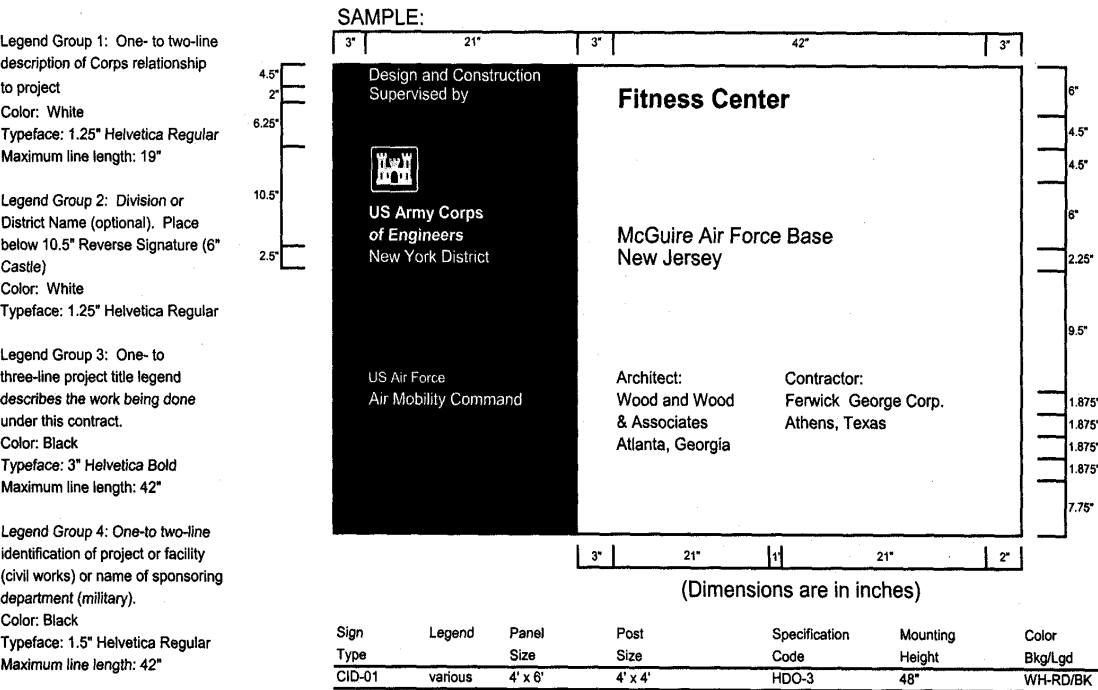 SAMPLE:
Legend Group 1: One- to two-line
description of Corps relationship
to project
Color: White
Typeface: 1.25" Helvetica Regular
Maximum line length: 19"
Legend Group 2: Division or
District Name (optional). Place
below 10.5" Reverse Signature (6"
Castle)
Color: White
Typeface: 1.25" Helvetica Regular
Legend Group 3: One- to
three-line project title legend
describes the work being done
under this contract.
Color: Black
Typeface: 3" Helvetica Bold
Maximum line length: 42"
Legend Group 4: One-to two-line
identification of project or facility
(civil works) or name of sponsoring
department (military).
Color: Black
Typeface: 1.5" Helvetica Regular
Maximum line length: 42"
3" 21" 3" 42" 3"
4.5"
2"
6.25"
10.5"
2.5"
Design and Construction
Supervised by
US Army Corps
of Engineers
New York District
US Air Force
Air Mobility Command
Fitness Center
McGuire Air Force Base
New Jersey
Architect:
Wood and Wood
& Associates
Atlanta, Georgia
Contractor:
Ferwick George Corp.
Athens, Texas
6"
4.5"
4.5"
6"
2.25"
9.5"
1.875"
1.875"
1.875"
1.875"
7.75"
3" 21" 1" 21" 2"
(Dimensions are in inches)
Sign Legend Panel Post Specification Mounting Color
Type Size Size Code Height Bkg/Lgd
CID-01 various 4' x 6' 4' x 4' HDO-3 48" WH-RD/BK